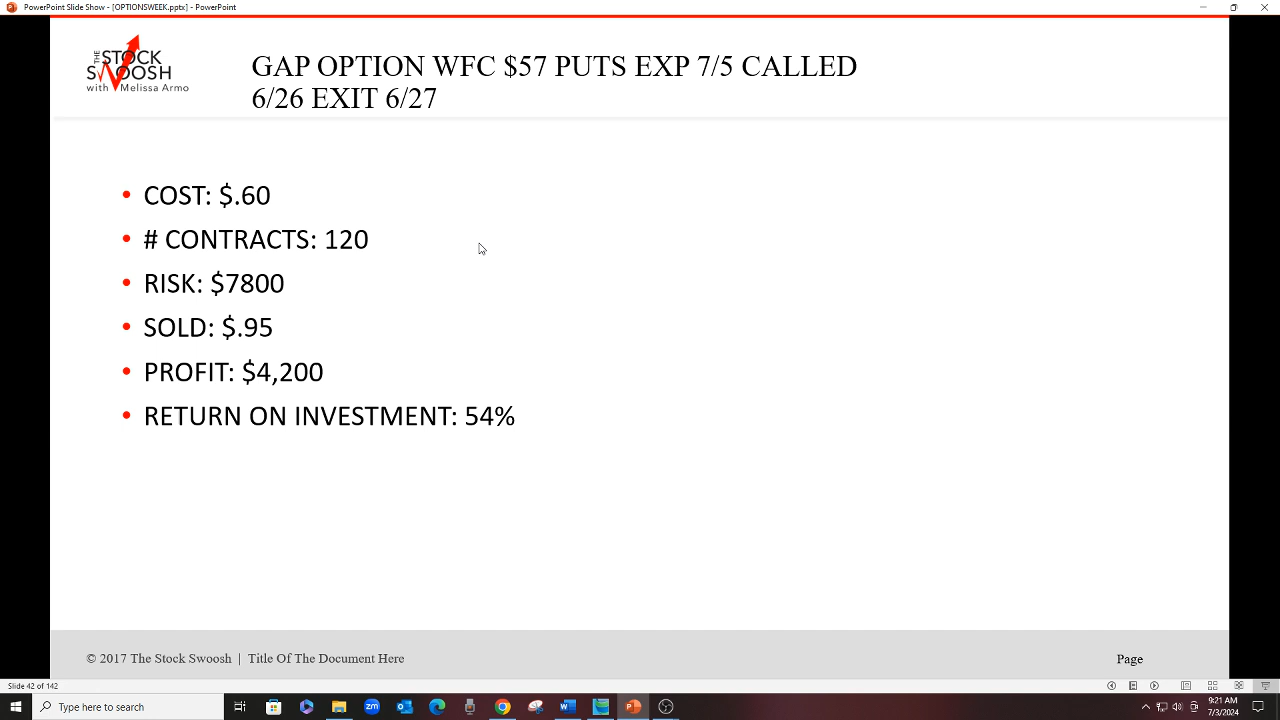 PowerPoint Slide Show - [OPTIONSWEEK.pptx] - PowerPoint
THE STOCK
SWOOSH
with Melissa Armo
GAP OPTION WFC $57 PUTS EXP 7/5 CALLED
6/26 EXIT 6/27
• COST: $.60
• # CONTRACTS: 120
• RISK: $7800
• SOLD: $.95
• PROFIT: $4,200
• RETURN ON INVESTMENT: 54%
© 2017 The Stock Swoosh | Title Of The Document Here
Page
Slide 42 of 142
Type here to search
9:21 AM
7/3/2024